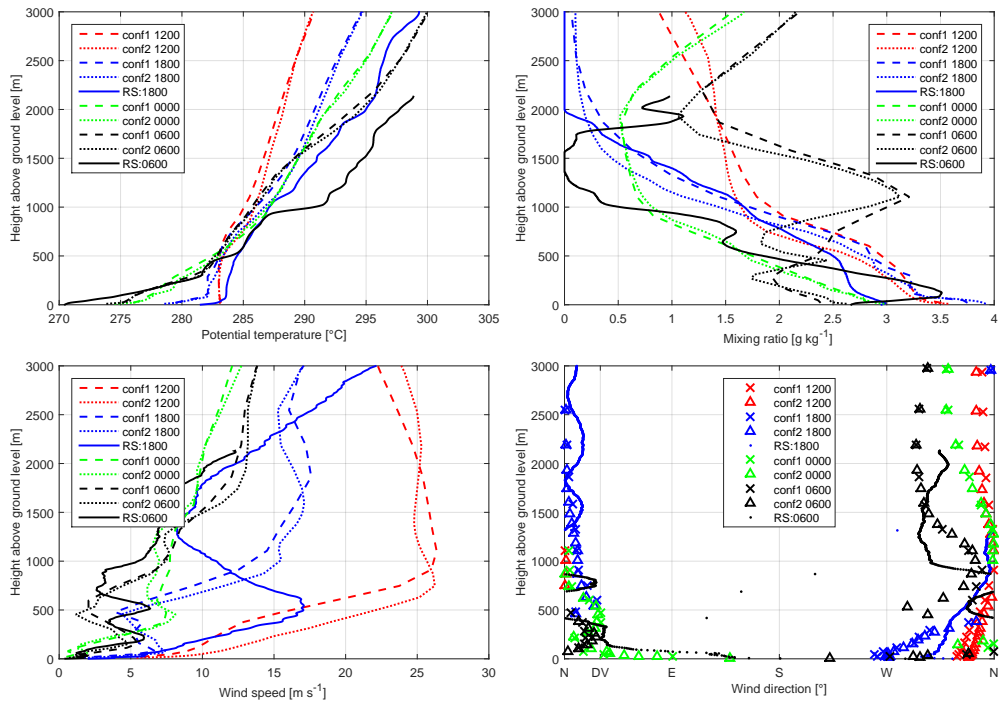 3000
2500
2000
1500
1000
500
0
Height above ground level [m]
conf1 1200
conf2 1200
conf1 1800
conf2 1800
RS:1800
conf1 0000
conf2 0000
conf1 0600
conf2 0600
RS:0600
270 275 280 285 290 295 300 305
Potential temperature [°C]
3000
2500
2000
1500
1000
500
0
Height above ground level [m]
conf1 1200
conf2 1200
conf1 1800
conf2 1800
RS:1800
conf1 0000
conf2 0000
conf1 0600
conf2 0600
RS:0600
0 0.5 1 1.5 2 2.5 3 3.5 4
Mixing ratio [g kg⁻¹]
3000
2500
2000
1500
1000
500
0
Height above ground level [m]
conf1 1200
conf2 1200
conf1 1800
conf2 1800
RS:1800
conf1 0000
conf2 0000
conf1 0600
conf2 0600
RS:0600
0 5 10 15 20 25 30
Wind speed [m s⁻¹]
3000
2500
2000
1500
1000
500
0
Height above ground level [m]
conf1 1200
conf2 1200
conf1 1800
conf2 1800
RS:1800
conf1 0000
conf2 0000
conf1 0600
conf2 0600
RS:0600
N DV E S W N
Wind direction [°]